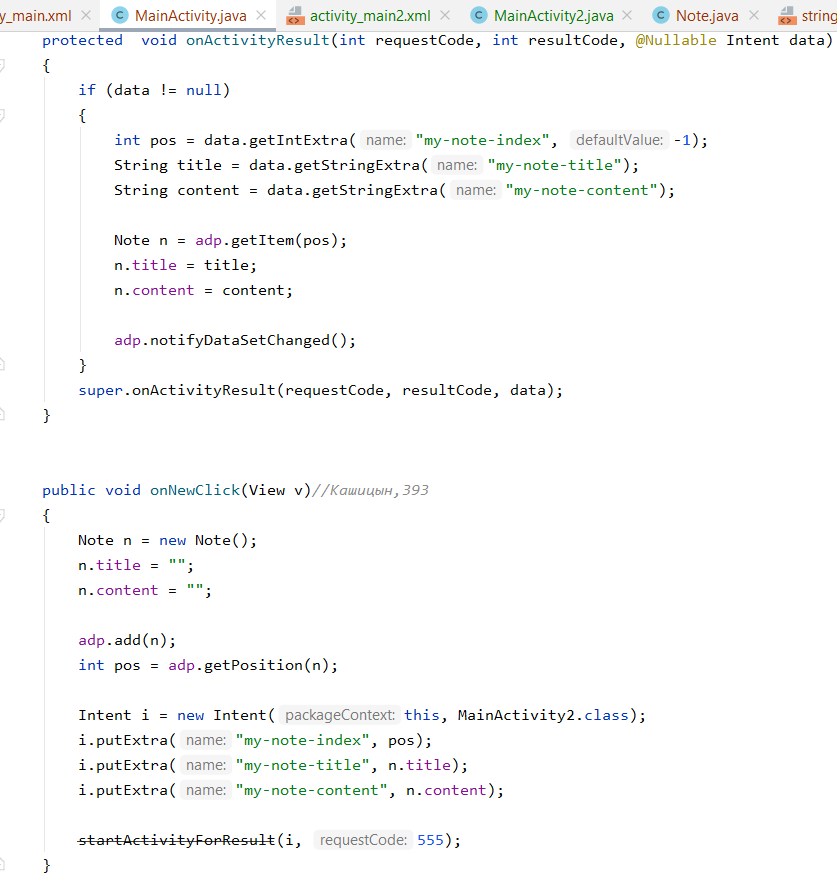 y_main.xml × MainActivity.java × activity_main2.xml × MainActivity2.java × Note.java × string
protected  void onActivityResult(int requestCode, int resultCode, @Nullable Intent data)
{
    if (data != null)
    {
        int pos = data.getIntExtra( name: "my-note-index", defaultValue: -1);
        String title = data.getStringExtra( name: "my-note-title");
        String content = data.getStringExtra( name: "my-note-content");

        Note n = adp.getItem(pos);
        n.title = title;
        n.content = content;

        adp.notifyDataSetChanged();
    }
    super.onActivityResult(requestCode, resultCode, data);
}

public void onNewClick(View v)//Кашицын,393
{
    Note n = new Note();
    n.title = "";
    n.content = "";

    adp.add(n);
    int pos = adp.getPosition(n);

    Intent i = new Intent( packageContext: this, MainActivity2.class);
    i.putExtra( name: "my-note-index", pos);
    i.putExtra( name: "my-note-title", n.title);
    i.putExtra( name: "my-note-content", n.content);

    startActivityForResult(i, requestCode: 555);
}